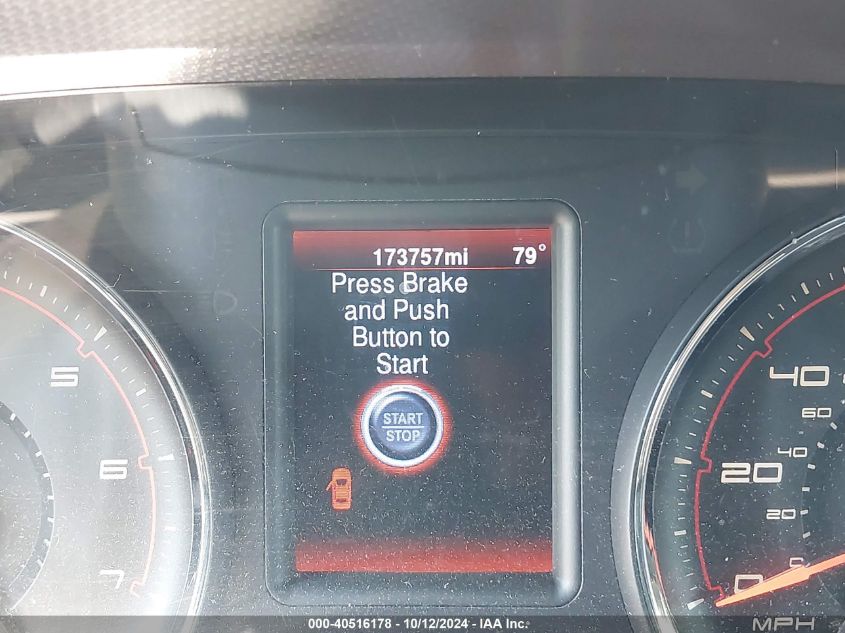 173757mi 79°
Press Brake
and Push
Button to
Start
START
STOP
5
6
7
40
60
40
20
20
0
0
MPH
000-40516178 - 10/12/2024 - IAA Inc.